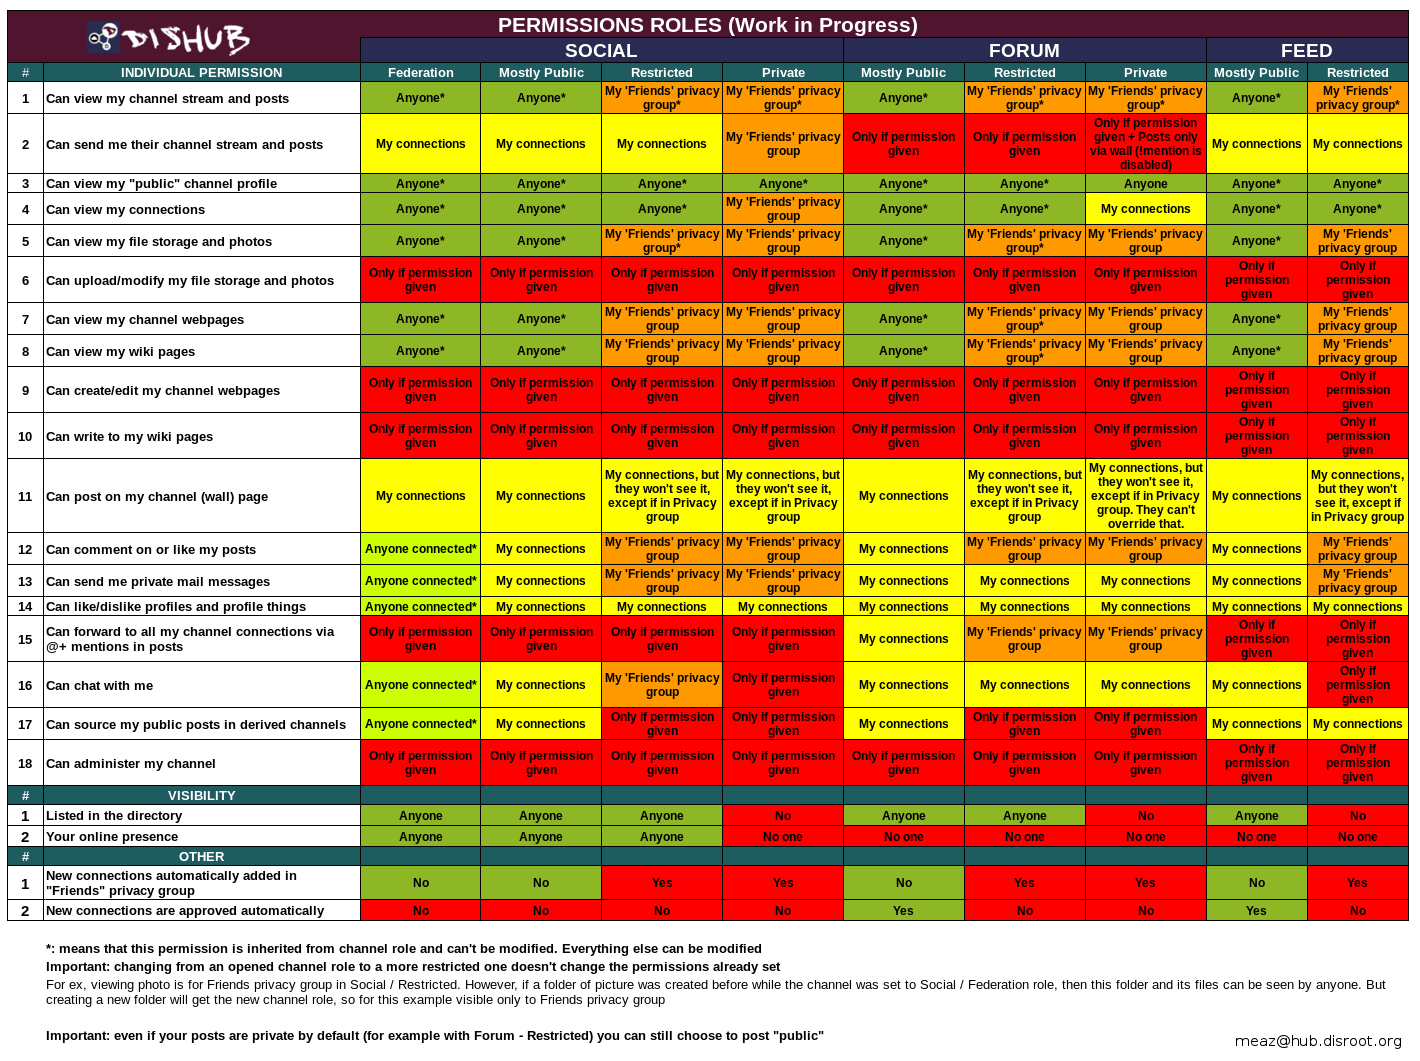 DISHUB
PERMISSIONS ROLES (Work in Progress)
SOCIAL FORUM FEED
# INDIVIDUAL PERMISSION Federation Mostly Public Restricted Private Mostly Public Restricted Private Mostly Public Restricted
1 Can view my channel stream and posts Anyone* Anyone* My 'Friends' privacy group* My 'Friends' privacy group* Anyone* My 'Friends' privacy group* My 'Friends' privacy group* Anyone* My 'Friends' privacy group*
2 Can send me their channel stream and posts My connections My connections My connections My 'Friends' privacy group Only if permission given Only if permission given Only if permission given + Posts only via wall (!mention is disabled) My connections My connections
3 Can view my "public" channel profile Anyone* Anyone* Anyone* Anyone* Anyone* Anyone* Anyone Anyone* Anyone*
4 Can view my connections Anyone* Anyone* Anyone* My 'Friends' privacy group Anyone* Anyone* My connections Anyone* Anyone*
5 Can view my file storage and photos Anyone* Anyone* My 'Friends' privacy group* My 'Friends' privacy group Anyone* My 'Friends' privacy group* My 'Friends' privacy group Anyone* My 'Friends' privacy group
6 Can upload/modify my file storage and photos Only if permission given Only if permission given Only if permission given Only if permission given Only if permission given Only if permission given Only if permission given Only if permission given Only if permission given
7 Can view my channel webpages Anyone* Anyone* My 'Friends' privacy group My 'Friends' privacy group Anyone* My 'Friends' privacy group* My 'Friends' privacy group Anyone* My 'Friends' privacy group
8 Can view my wiki pages Anyone* Anyone* My 'Friends' privacy group My 'Friends' privacy group Anyone* My 'Friends' privacy group* My 'Friends' privacy group Anyone* My 'Friends' privacy group
9 Can create/edit my channel webpages Only if permission given Only if permission given Only if permission given Only if permission given Only if permission given Only if permission given Only if permission given Only if permission given Only if permission given
10 Can write to my wiki pages Only if permission given Only if permission given Only if permission given Only if permission given Only if permission given Only if permission given Only if permission given Only if permission given Only if permission given
11 Can post on my channel (wall) page My connections My connections My connections, but they won't see it, except if in Privacy group My connections, but they won't see it, except if in Privacy group My connections My connections, but they won't see it, except if in Privacy group My connections, but they won't see it, except if in Privacy group. They can't override that. My connections My connections, but they won't see it, except if in Privacy group
12 Can comment on or like my posts Anyone connected* My connections My 'Friends' privacy group My 'Friends' privacy group My connections My 'Friends' privacy group My 'Friends' privacy group My connections My 'Friends' privacy group
13 Can send me private mail messages Anyone connected* My connections My 'Friends' privacy group My 'Friends' privacy group My connections My connections My connections My connections My 'Friends' privacy group
14 Can like/dislike profiles and profile things Anyone connected* My connections My connections My connections My connections My connections My connections My connections My connections
15 Can forward to all my channel connections via @+ mentions in posts Only if permission given Only if permission given Only if permission given Only if permission given My connections My 'Friends' privacy group My 'Friends' privacy group Only if permission given Only if permission given
16 Can chat with me Anyone connected* My connections My 'Friends' privacy group Only if permission given My connections My connections My connections My connections Only if permission given
17 Can source my public posts in derived channels Anyone connected* My connections Only if permission given Only if permission given My connections Only if permission given Only if permission given My connections My connections
18 Can administer my channel Only if permission given Only if permission given Only if permission given Only if permission given Only if permission given Only if permission given Only if permission given Only if permission given Only if permission given
# VISIBILITY
1 Listed in the directory Anyone Anyone Anyone No Anyone Anyone No Anyone No
2 Your online presence Anyone Anyone Anyone No one No one No one No one No one No one
# OTHER
1 New connections automatically added in "Friends" privacy group No No Yes Yes No Yes Yes No Yes
2 New connections are approved automatically No No No No Yes No No Yes No
*: means that this permission is inherited from channel role and can't be modified. Everything else can be modified
Important: changing from an opened channel role to a more restricted one doesn't change the permissions already set
For ex, viewing photo is for Friends privacy group in Social / Restricted. However, if a folder of picture was created before while the channel was set to Social / Federation role, then this folder and its files can be seen by anyone. But
creating a new folder will get the new channel role, so for this example visible only to Friends privacy group
Important: even if your posts are private by default (for example with Forum - Restricted) you can still choose to post "public"
meaz@hub.disroot.org